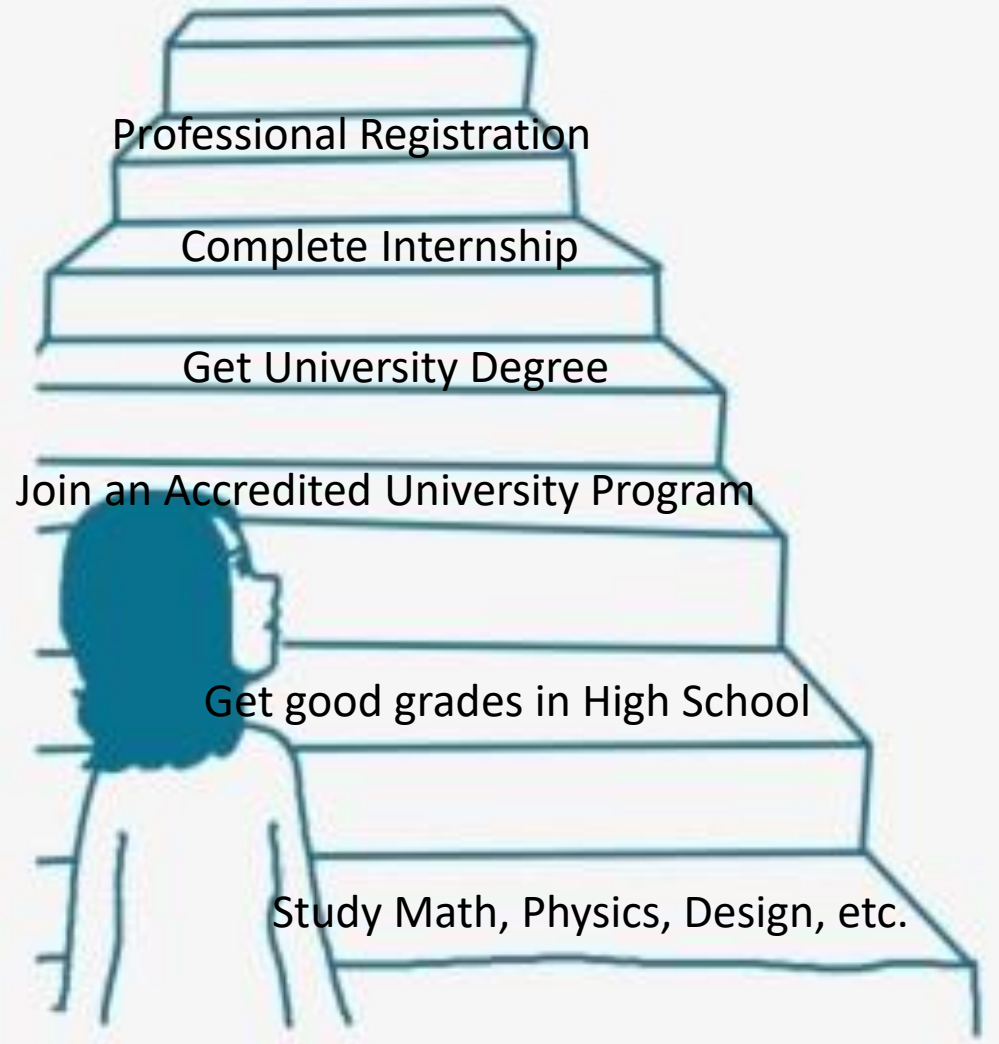 Professional Registration
Complete Internship
Get University Degree
Join an Accredited University Program
Get good grades in High School
Study Math, Physics, Design, etc.